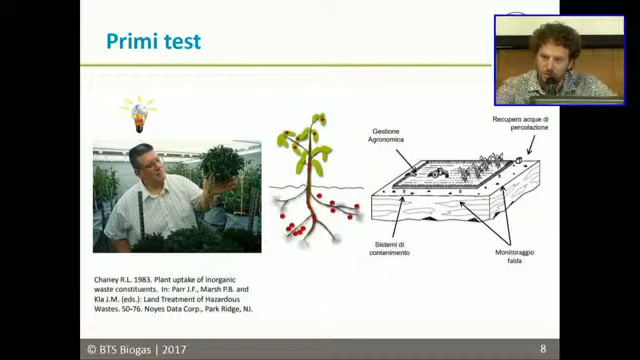 Primi test
Recupero acque di
percolazione
Gestione
Agronomica
Sistemi di
contenimento
Monitoraggio
falda
Chaney R.L. 1983. Plant uptake of inorganic
waste constituents. In: Parr J.F., Marsh P.B. and
Kla J.M. (eds.): Land Treatment of Hazardous
Wastes. 50–76. Noyes Data Corp., Park Ridge, NJ.
© BTS Biogas | 2017
8